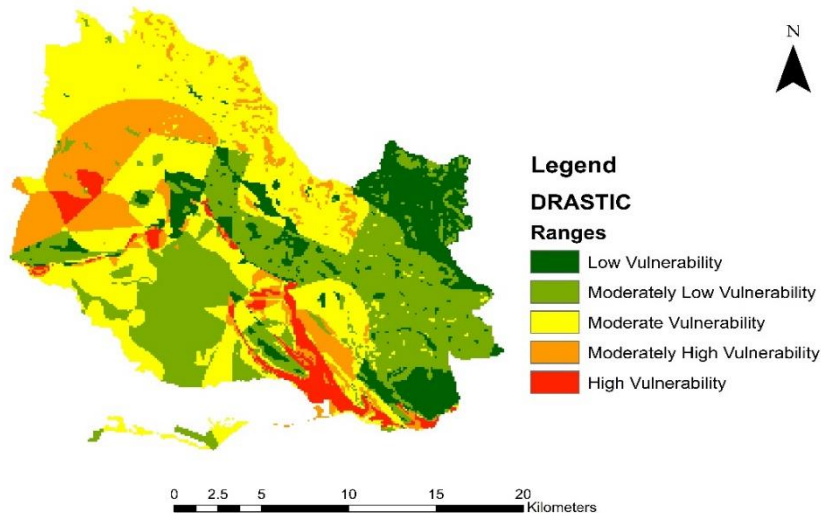 N
Legend
DRASTIC
Ranges
Low Vulnerability
Moderately Low Vulnerability
Moderate Vulnerability
Moderately High Vulnerability
High Vulnerability
0 2.5 5 10 15 20
Kilometers